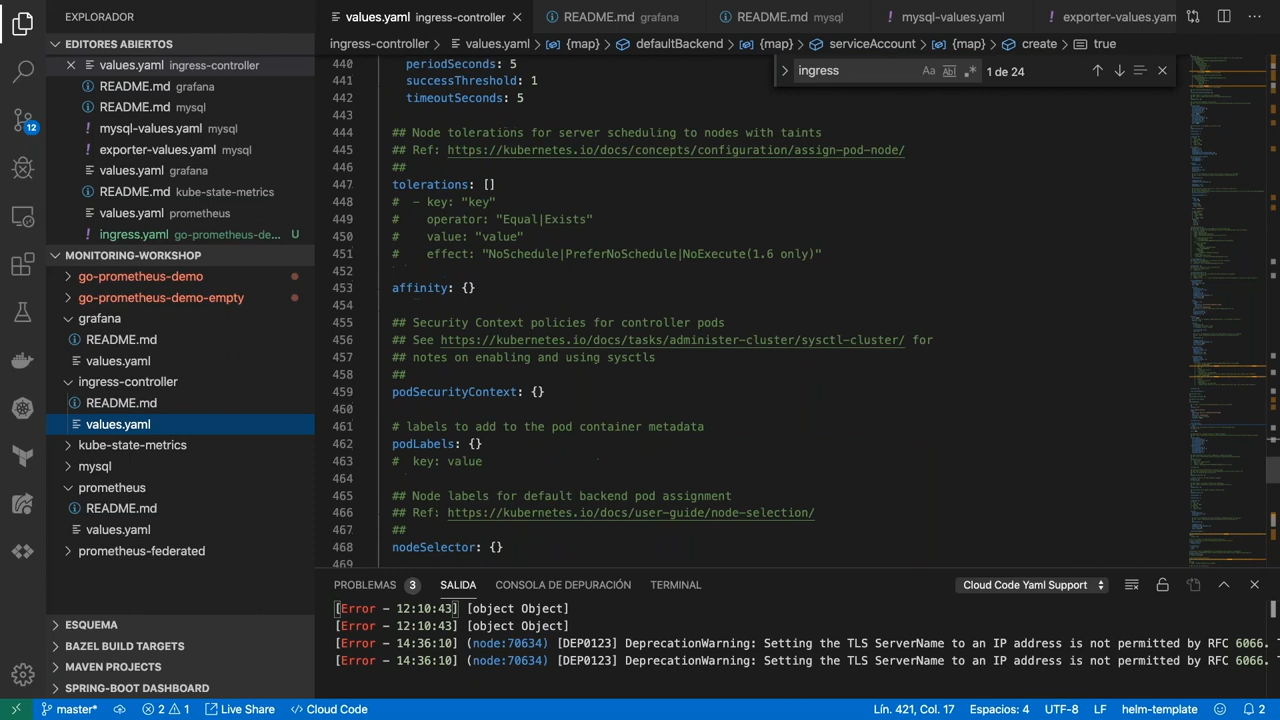 EXPLORADOR
EDITORES ABIERTOS
values.yaml ingress-controller
README.md grafana
README.md mysql
mysql-values.yaml mysql
exporter-values.yaml mysql
values.yaml grafana
README.md kube-state-metrics
values.yaml prometheus
ingress.yaml go-prometheus-de... U
MONITORING-WORKSHOP
go-prometheus-demo
go-prometheus-demo-empty
grafana
README.md
values.yaml
ingress-controller
README.md
values.yaml
kube-state-metrics
mysql
prometheus
README.md
values.yaml
prometheus-federated
ESQUEMA
BAZEL BUILD TARGETS
MAVEN PROJECTS
SPRING-BOOT DASHBOARD
12
values.yaml ingress-controller
README.md grafana
README.md mysql
mysql-values.yaml
exporter-values.yam
ingress-controller > values.yaml > {map} > defaultBackend > {map} > serviceAccount > {map} > create > true
ingress
Aa Abl .*
1 de 24
440 periodSeconds: 5
441 successThreshold: 1
442 timeoutSeconds: 5
443
444 ## Node tolerations for server scheduling to nodes with taints
445 ## Ref: https://kubernetes.io/docs/concepts/configuration/assign-pod-node/
446 ##
447 tolerations: []
448 # - key: "key"
449 # operator: "Equal|Exists"
450 # value: "value"
451 # effect: "NoSchedule|PreferNoSchedule|NoExecute(1.6 only)"
452
453 affinity: {}
454
455 ## Security Context policies for controller pods
456 ## See https://kubernetes.io/docs/tasks/administer-cluster/sysctl-cluster/ for
457 ## notes on enabling and using sysctls
458 ##
459 podSecurityContext: {}
460
461 # labels to add to the pod container metadata
462 podLabels: {}
463 # key: value
464
465 ## Node labels for default backend pod assignment
466 ## Ref: https://kubernetes.io/docs/user-guide/node-selection/
467 ##
468 nodeSelector: {}
469
PROBLEMAS 3 SALIDA CONSOLA DE DEPURACIÓN TERMINAL
Cloud Code Yaml Support
[Error - 12:10:43] [object Object]
[Error - 12:10:43] [object Object]
[Error - 14:36:10] (node:70634) [DEP0123] DeprecationWarning: Setting the TLS ServerName to an IP address is not permitted by RFC 6066.
[Error - 14:36:10] (node:70634) [DEP0123] DeprecationWarning: Setting the TLS ServerName to an IP address is not permitted by RFC 6066.
master* 2 1 Live Share Cloud Code Lín. 421, Col. 17 Espacios: 4 UTF-8 LF helm-template 2